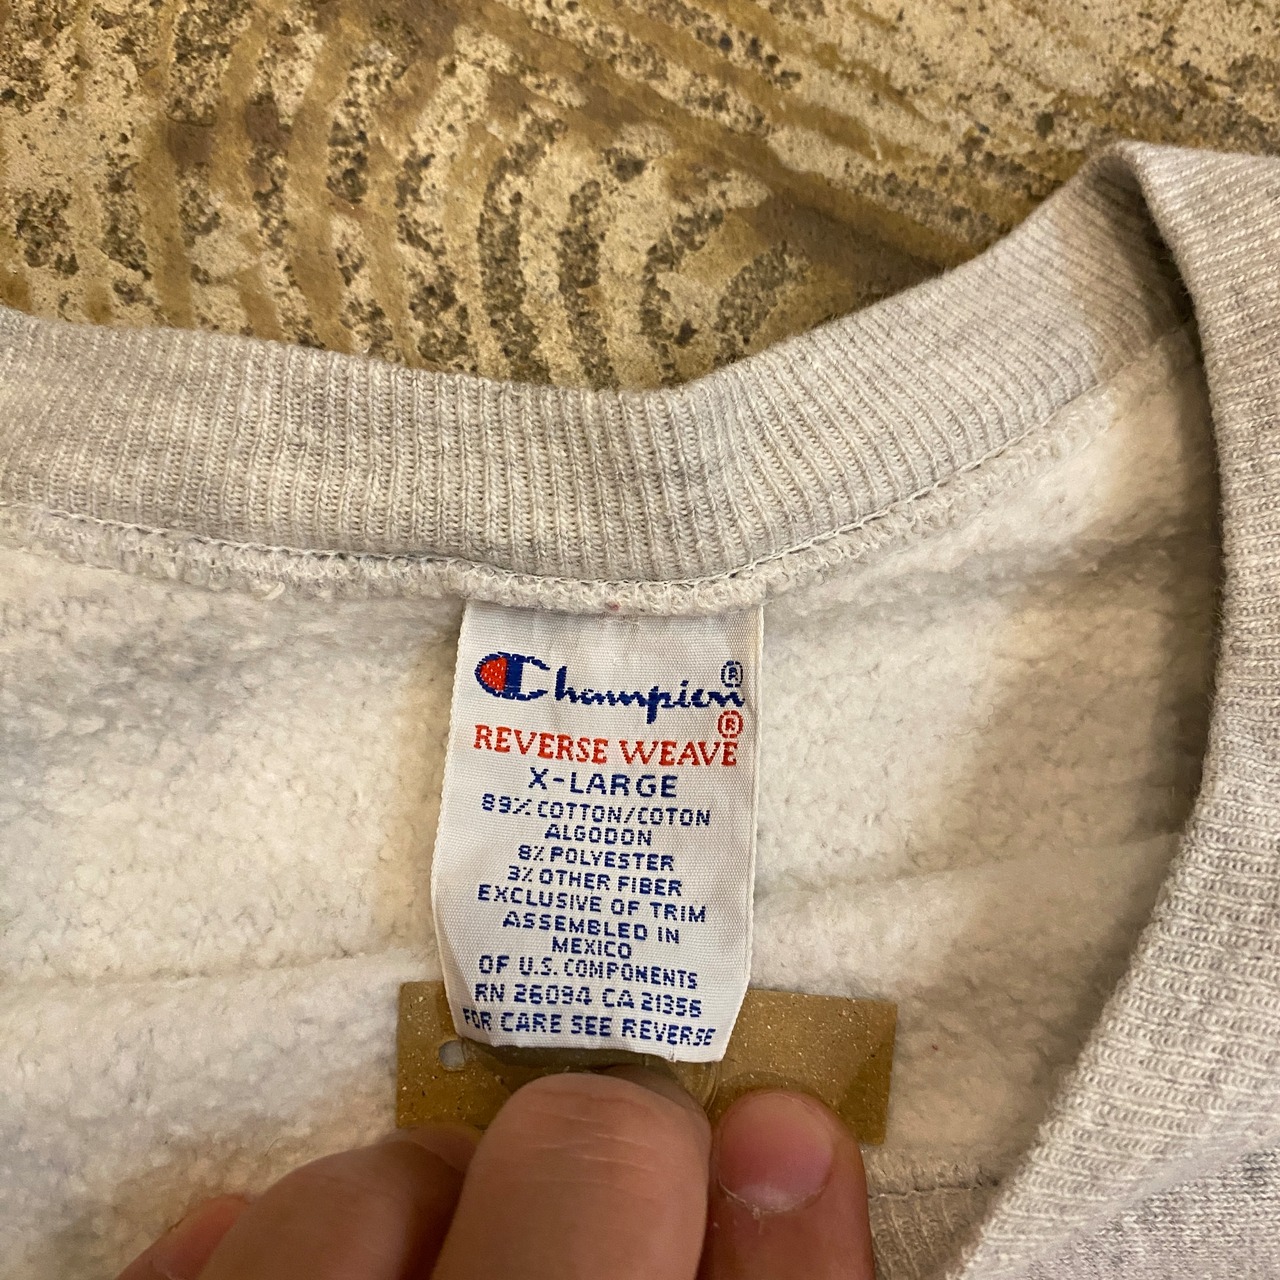 Champion®
REVERSE WEAVE®
X-LARGE
89% COTTON/COTON
ALGODON
8% POLYESTER
3% OTHER FIBER
EXCLUSIVE OF TRIM
ASSEMBLED IN
MEXICO
OF U.S. COMPONENTS
RN 26094 CA 21356
FOR CARE SEE REVERSE